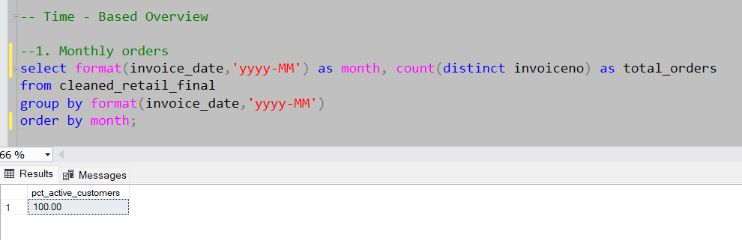 -- Time - Based Overview
--1. Monthly orders
select format(invoice_date,'yyyy-MM') as month, count(distinct invoiceno) as total_orders
from cleaned_retail_final
group by format(invoice_date,'yyyy-MM')
order by month;
66 %
Results Messages
pct_active_customers
1 100.00